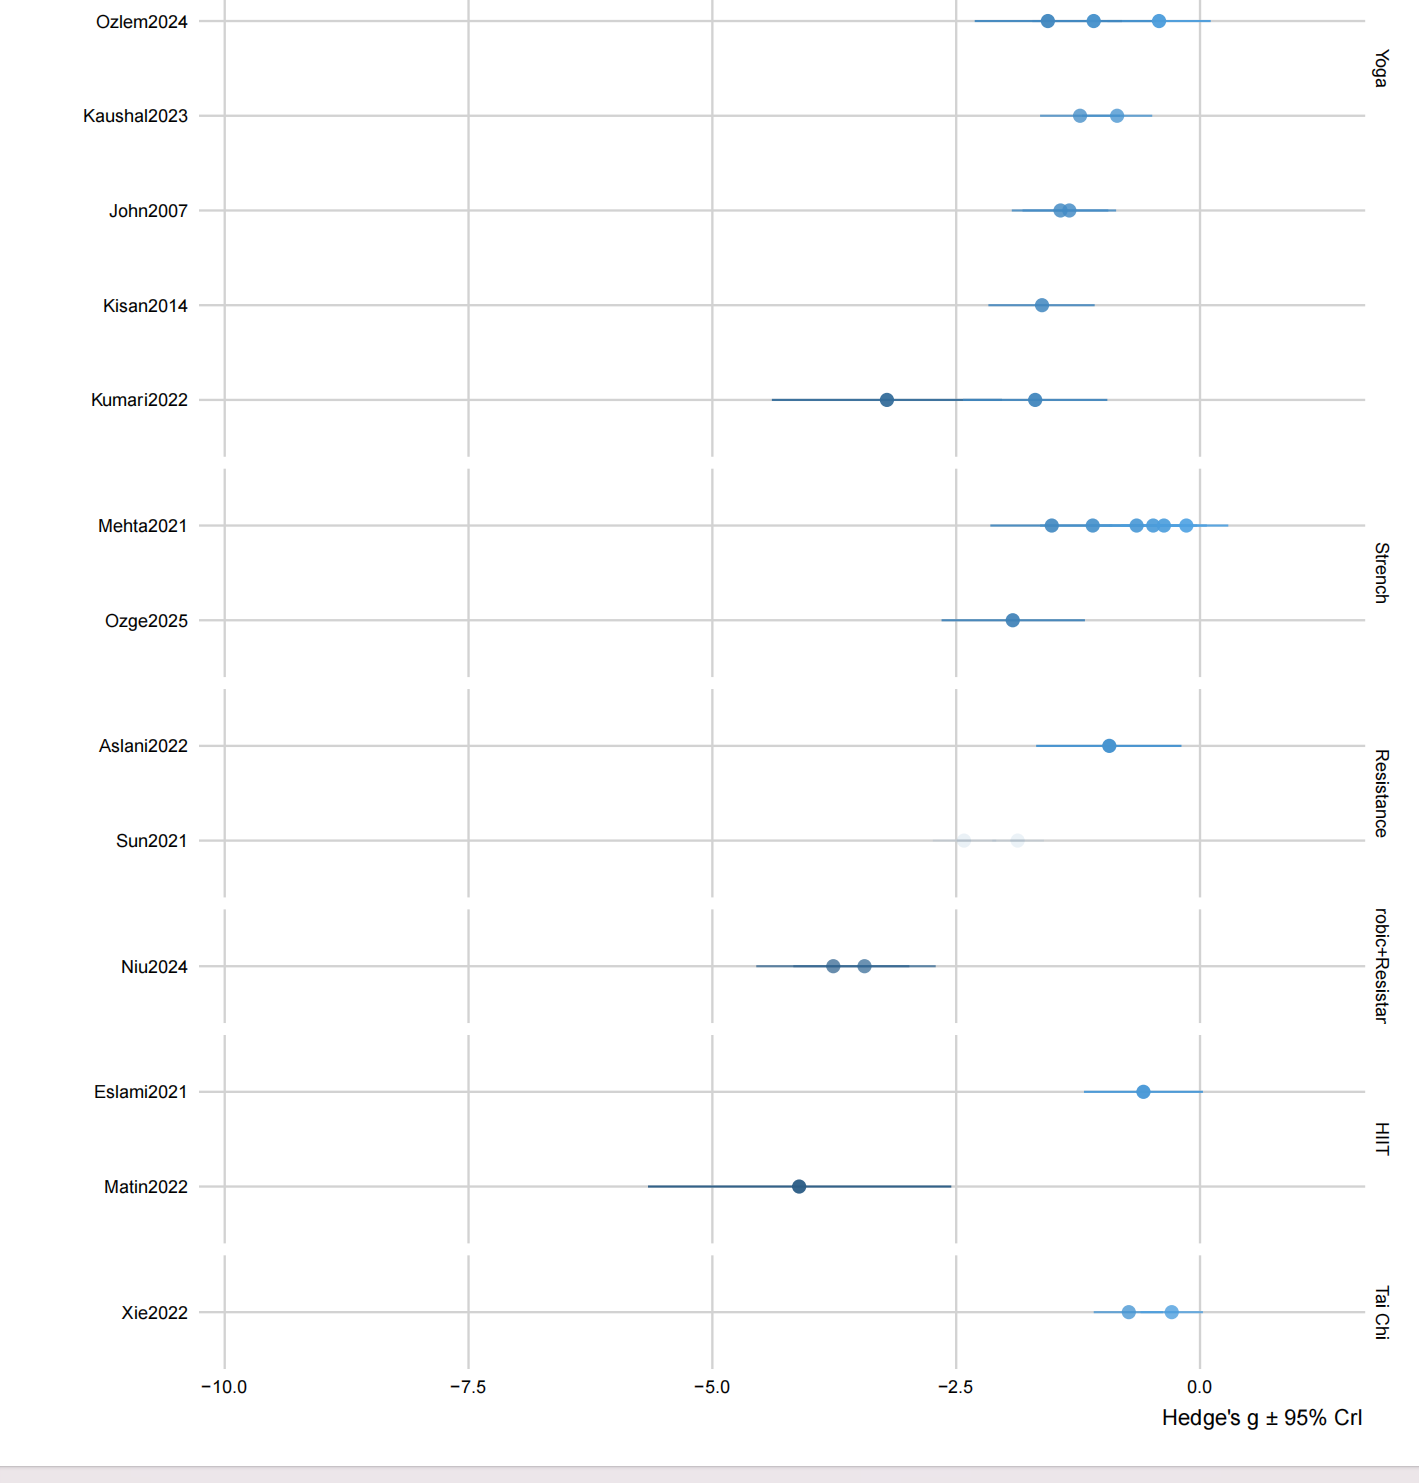 Ozlem2024
Yoga
Kaushal2023
John2007
Kisan2014
Kumari2022
Mehta2021
Strench
Ozge2025
Aslani2022
Resistance
Sun2021
robic+Resistar
Niu2024
Eslami2021
HIIT
Matin2022
Xie2022
Tai Chi
−10.0 −7.5 −5.0 −2.5 0.0
Hedge's g ± 95% CrI